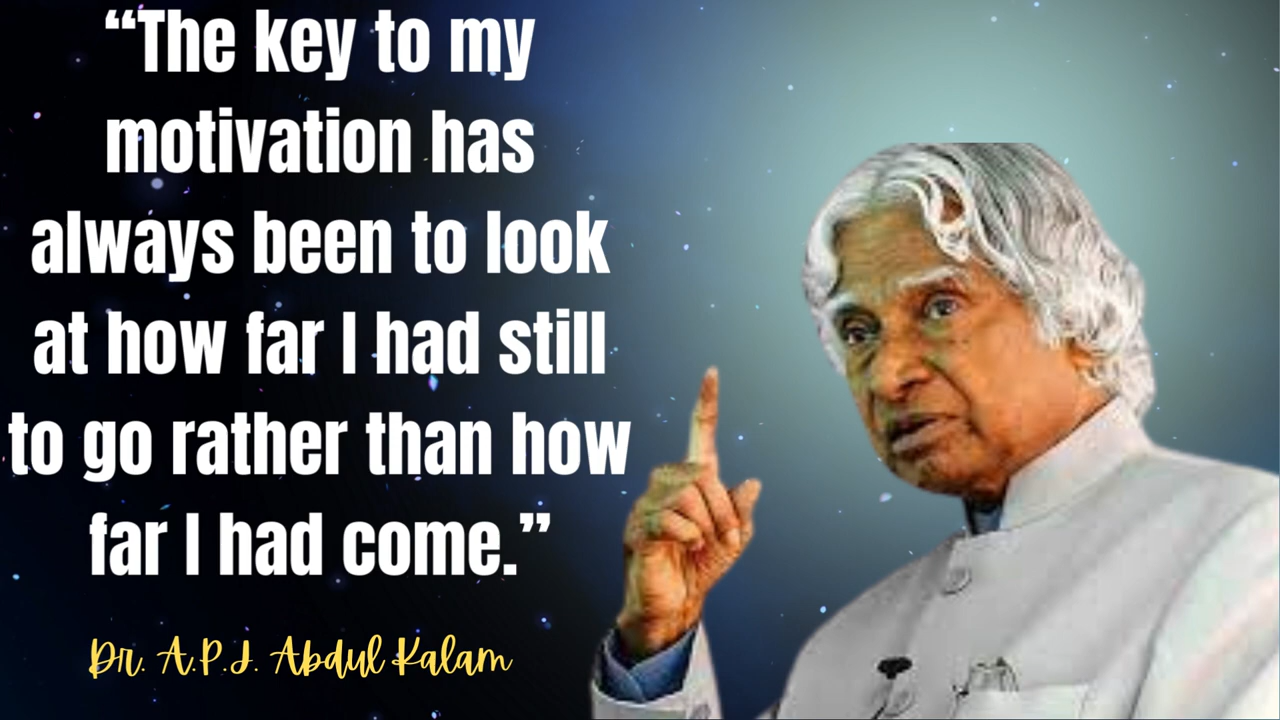 “The key to my
motivation has
always been to look
at how far I had still
to go rather than how
far I had come.”
Dr. A.P.J. Abdul Kalam